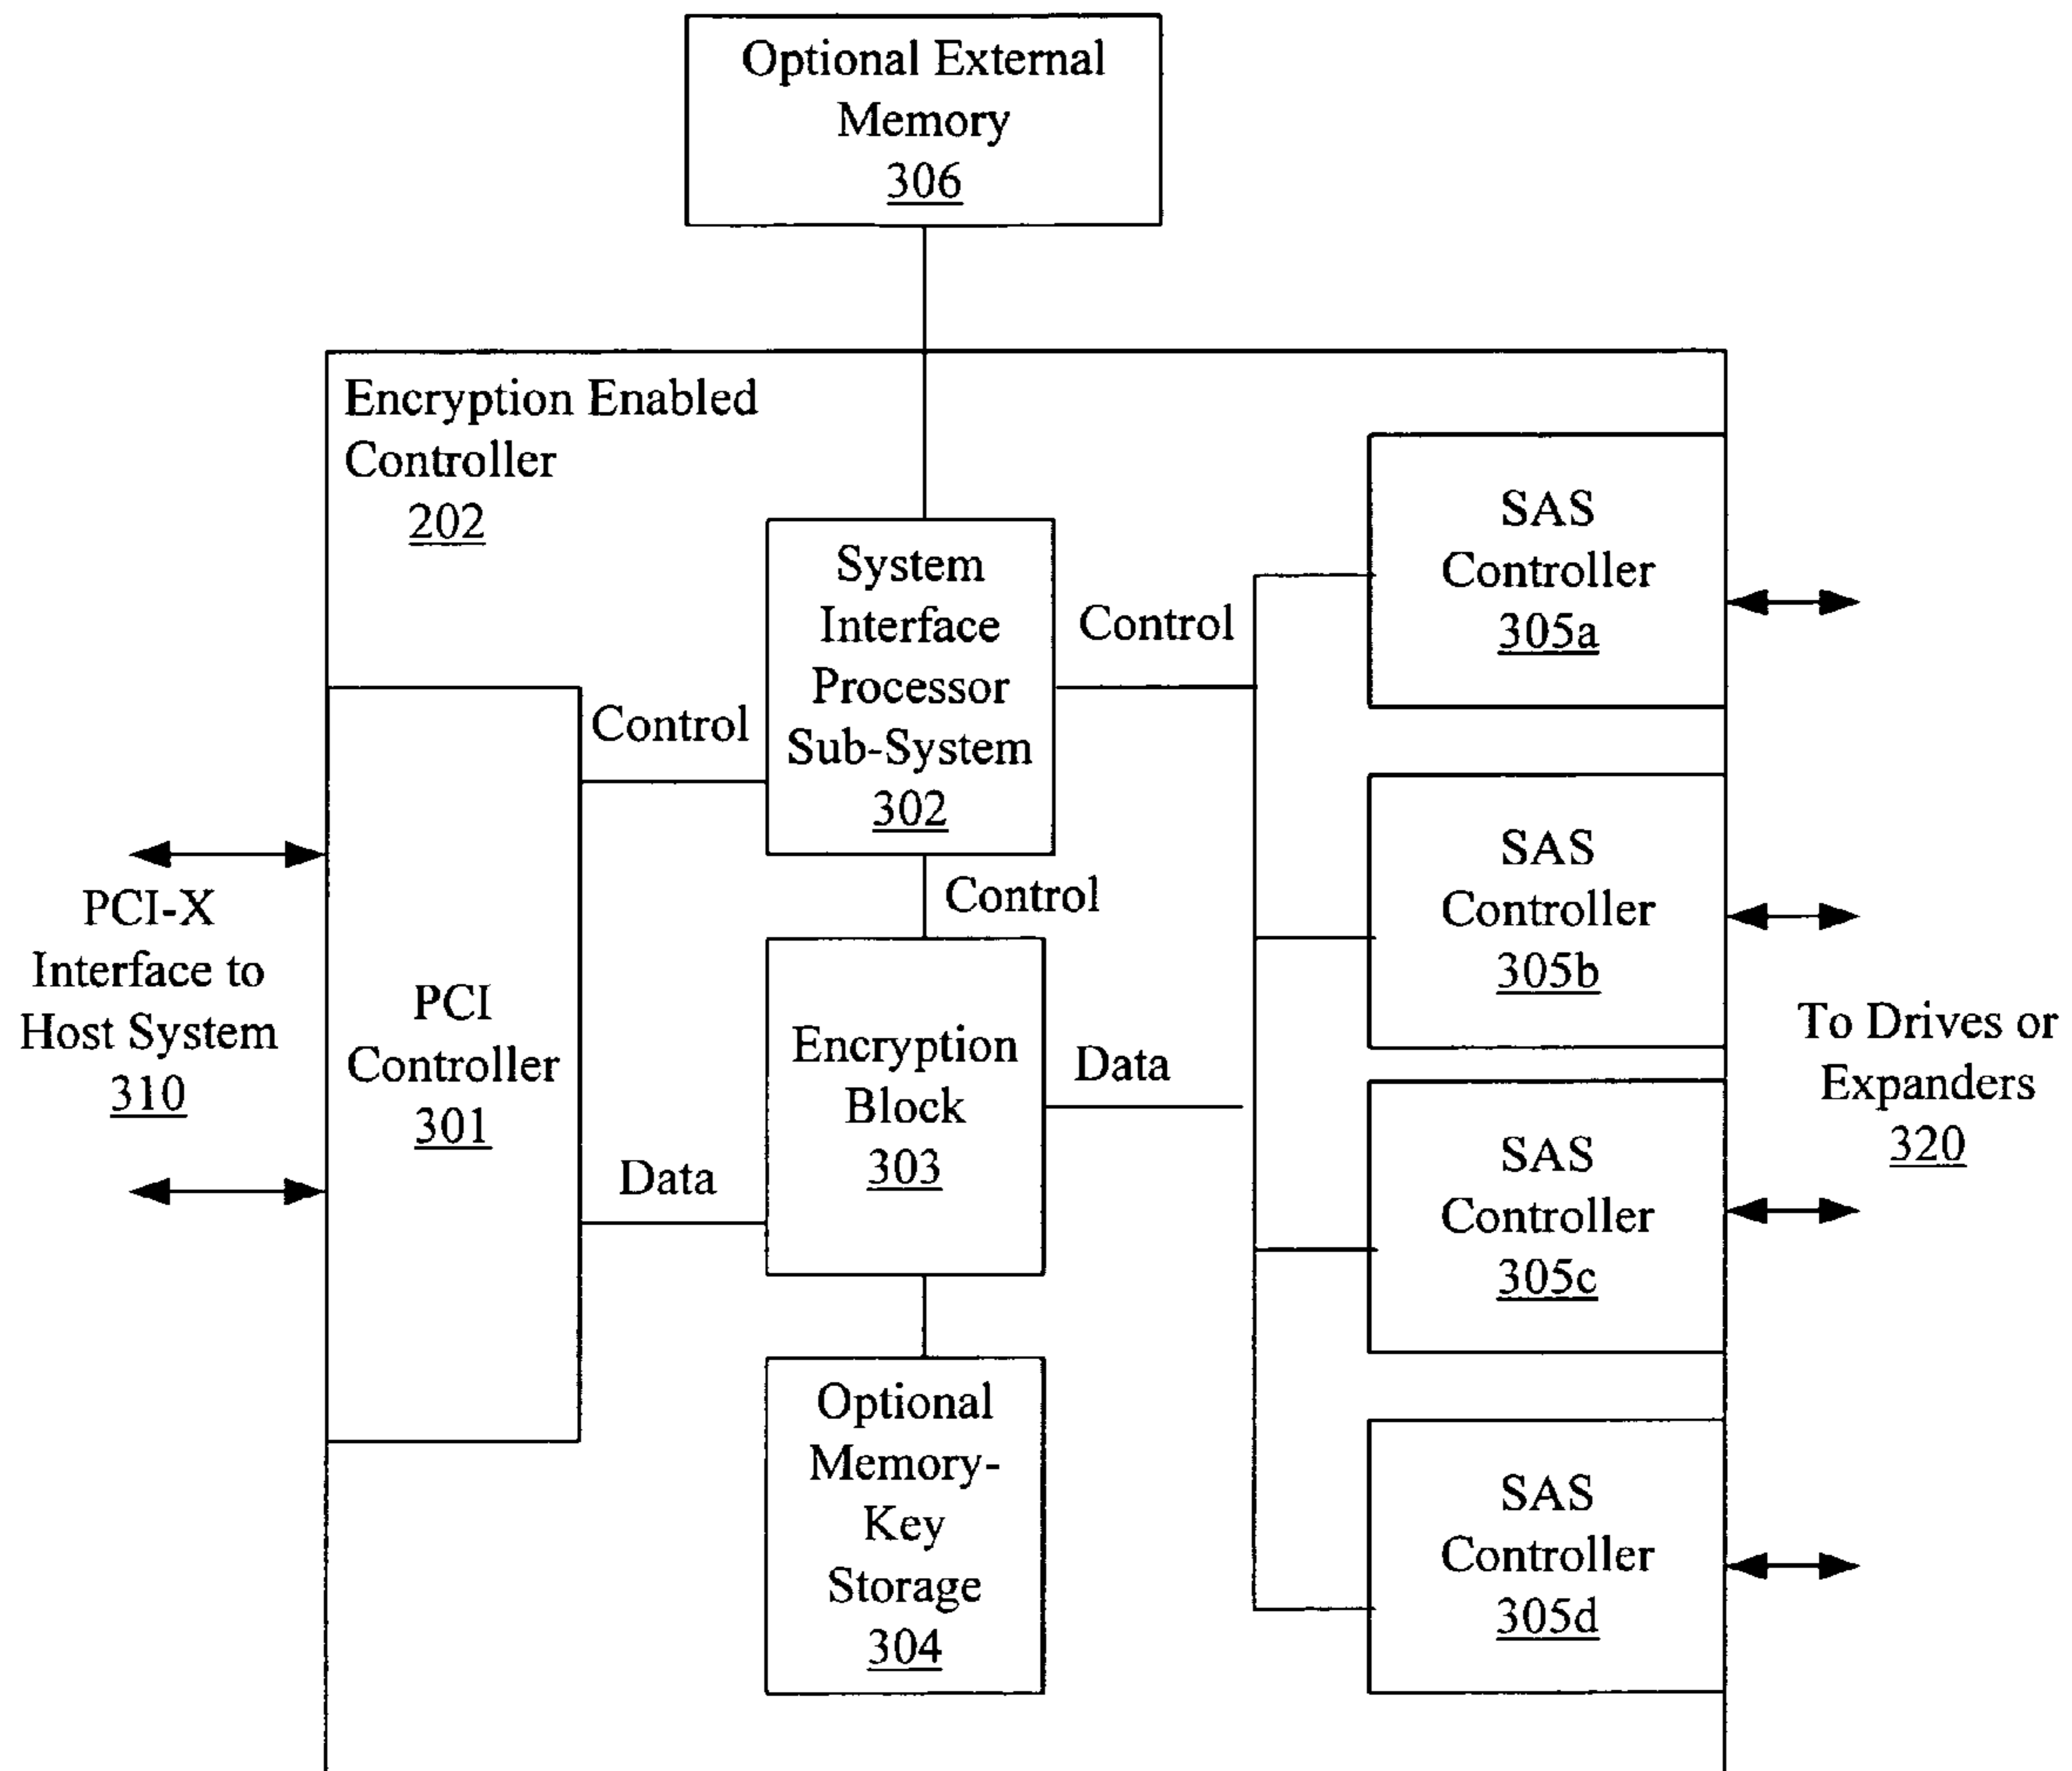 Optional External
Memory
306
Encryption Enabled
Controller
202
System
Interface
Processor
Sub-System
302
Control
Control
Control
PCI-X
Interface to
Host System
310
PCI
Controller
301
Encryption
Block
303
Data
Data
Optional
Memory-
Key
Storage
304
SAS
Controller
305a
SAS
Controller
305b
SAS
Controller
305c
SAS
Controller
305d
To Drives or
Expanders
320